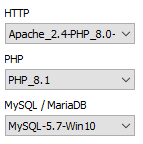 HTTP
Apache_2.4-PHP_8.0-
PHP
PHP_8.1
MySQL / MariaDB
MySQL-5.7-Win10